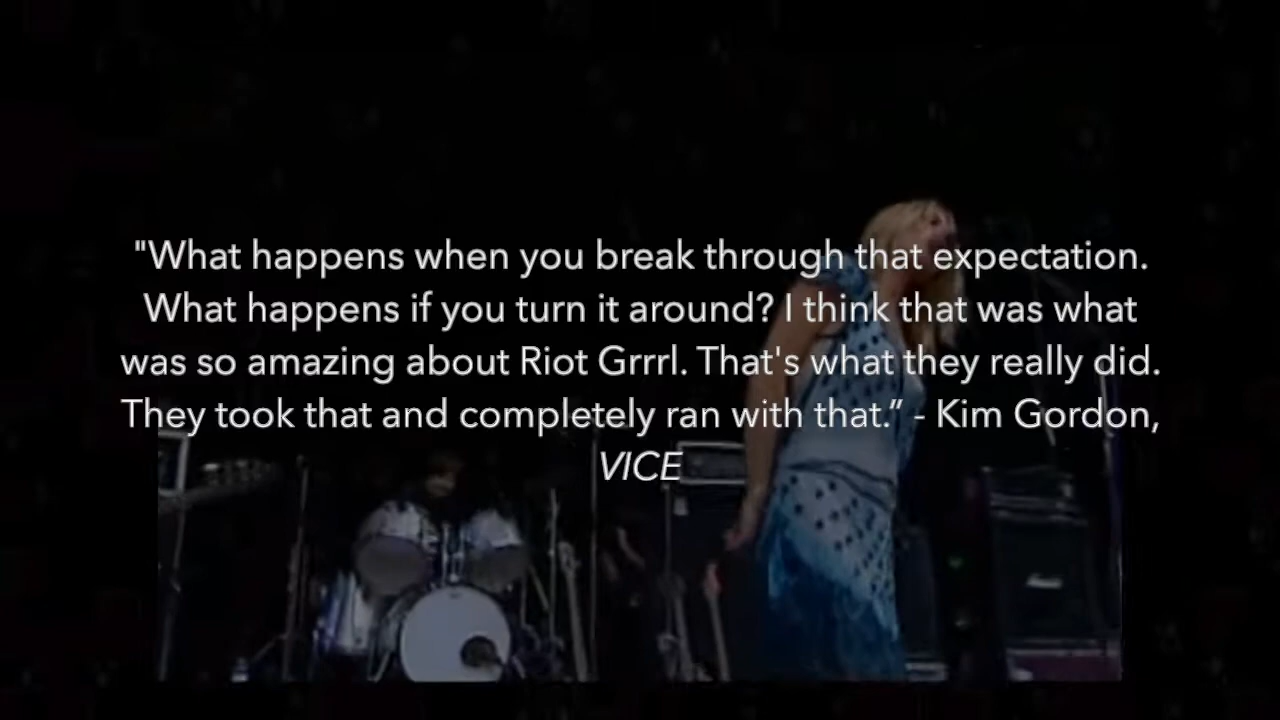 "What happens when you break through that expectation.
What happens if you turn it around? I think that was what
was so amazing about Riot Grrrl. That's what they really did.
They took that and completely ran with that.” - Kim Gordon,
VICE